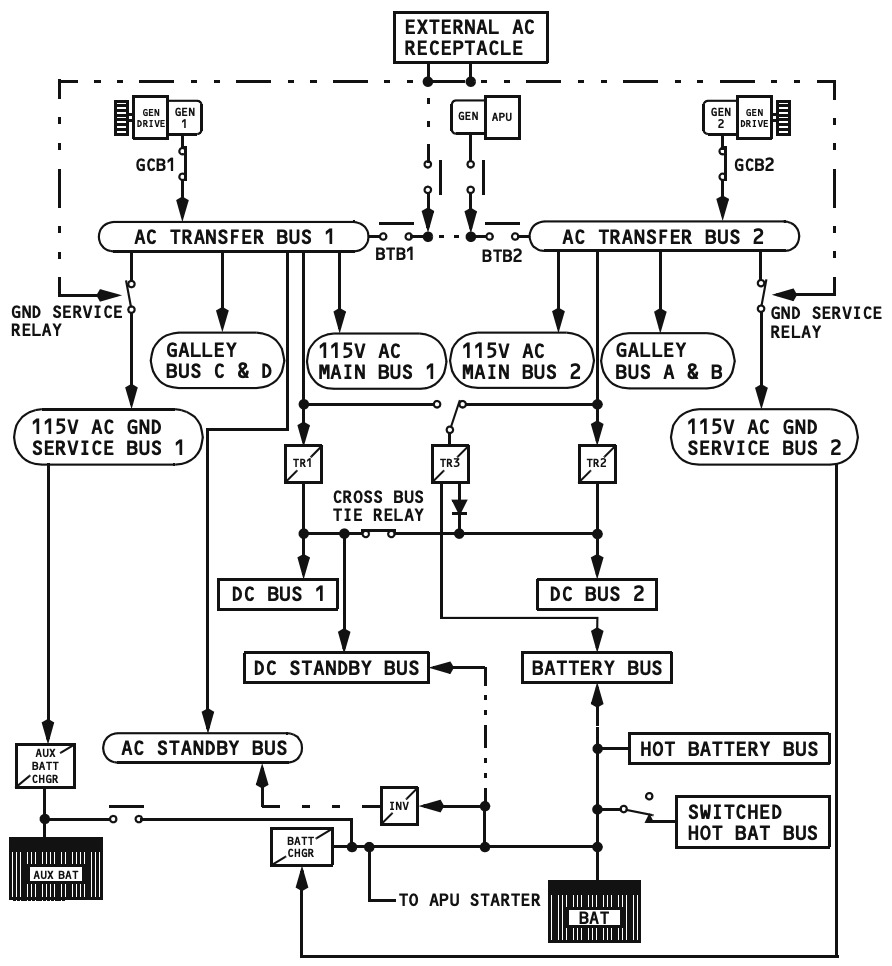 EXTERNAL AC
RECEPTACLE
GEN
DRIVE
GEN
1
GEN
APU
GEN
2
GEN
DRIVE
GCB1
GCB2
AC TRANSFER BUS 1
AC TRANSFER BUS 2
BTB1
BTB2
GND SERVICE
RELAY
GND SERVICE
RELAY
GALLEY
BUS C & D
115V AC
MAIN BUS 1
115V AC
MAIN BUS 2
GALLEY
BUS A & B
115V AC GND
SERVICE BUS 1
115V AC GND
SERVICE BUS 2
TR1
TR3
TR2
CROSS BUS
TIE RELAY
DC BUS 1
DC BUS 2
DC STANDBY BUS
BATTERY BUS
AC STANDBY BUS
HOT BATTERY BUS
AUX
BATT
CHGR
INV
SWITCHED
HOT BAT BUS
BATT
CHGR
AUX BAT
TO APU STARTER
BAT